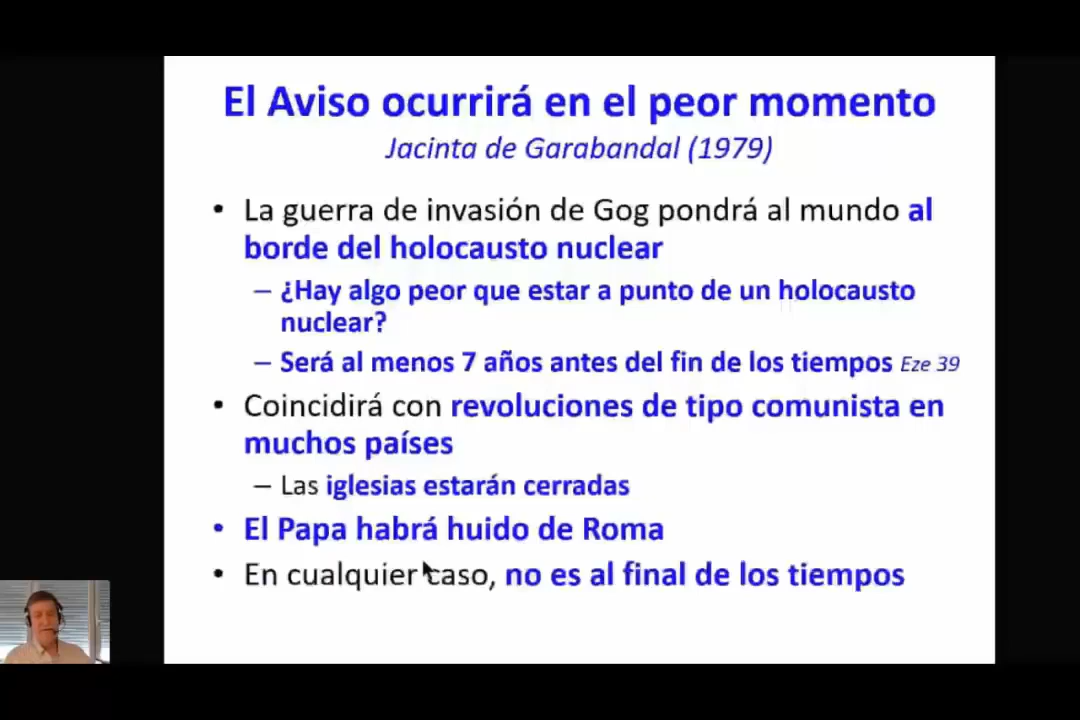 El Aviso ocurrirá en el peor momento
Jacinta de Garabandal (1979)
• La guerra de invasión de Gog pondrá al mundo al
borde del holocausto nuclear
– ¿Hay algo peor que estar a punto de un holocausto
nuclear?
– Será al menos 7 años antes del fin de los tiempos Eze 39
• Coincidirá con revoluciones de tipo comunista en
muchos países
– Las iglesias estarán cerradas
• El Papa habrá huido de Roma
• En cualquier caso, no es al final de los tiempos